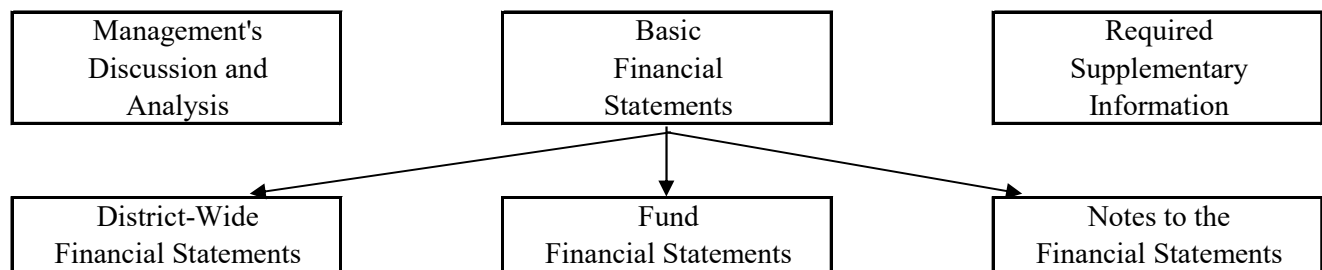 Management's
Discussion and
Analysis
Basic
Financial
Statements
Required
Supplementary
Information
District-Wide
Financial Statements
Fund
Financial Statements
Notes to the
Financial Statements